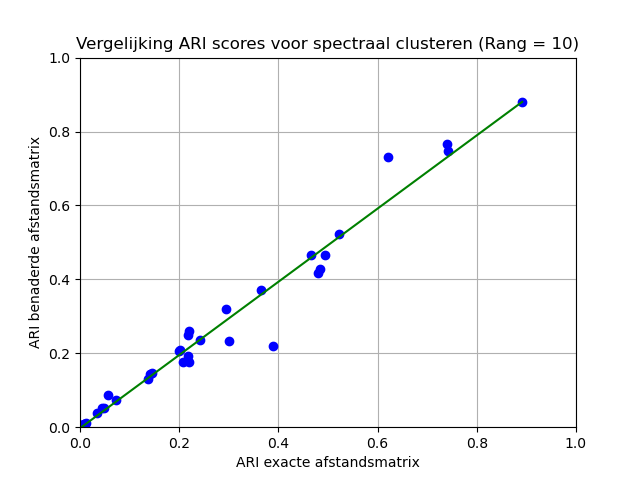 Vergelijking ARI scores voor spectraal clusteren (Rang = 10)
1.0
0.8
0.6
0.4
0.2
0.0
ARI benaderde afstandsmatrix
0.0 0.2 0.4 0.6 0.8 1.0
ARI exacte afstandsmatrix